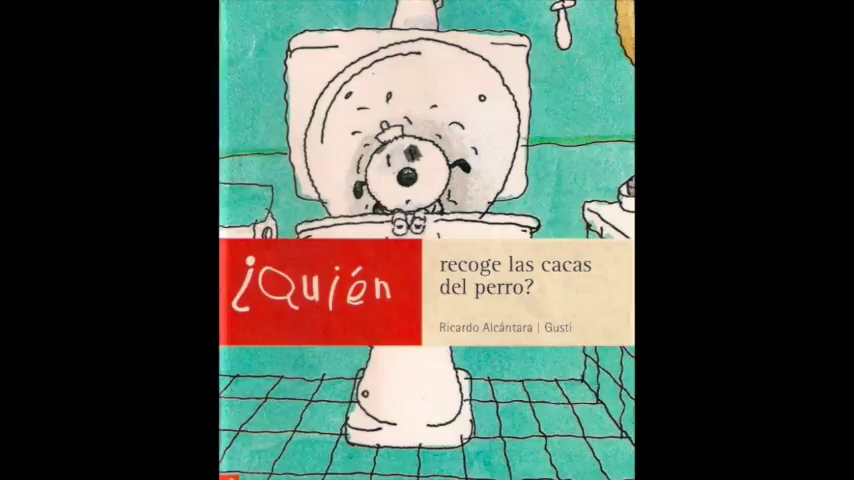 ¿Quién
recoge las cacas
del perro?
Ricardo Alcántara | Gusti